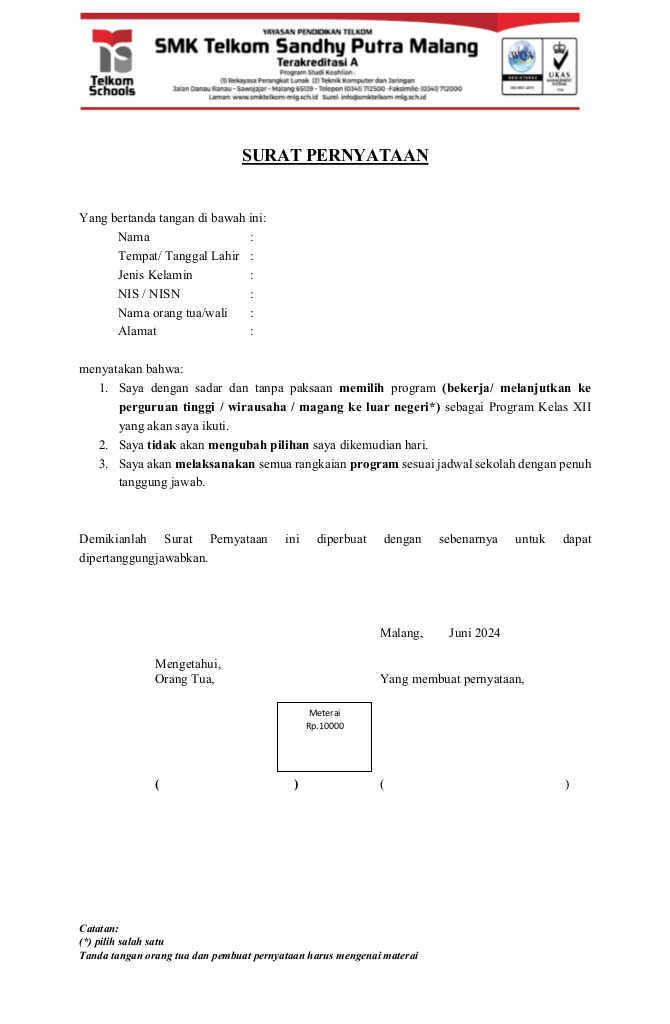 YAYASAN PENDIDIKAN TELKOM
SMK Telkom Sandhy Putra Malang
Terakreditasi A
Program Studi Keahlian :
(1) Rekayasa Perangkat Lunak (2) Teknik Komputer dan Jaringan
Jalan Danau Ranau - Sawojajar - Malang 65139 - Telepon (0341) 712500 -Faksimile: (0341) 712000
Laman: www.smktelkom-mlg.sch.id Surel: info@smktelkom-mlg.sch.id
Telkom
Schools
WQA
UKAS
SURAT PERNYATAAN
Yang bertanda tangan di bawah ini:
Nama :
Tempat/ Tanggal Lahir :
Jenis Kelamin :
NIS / NISN :
Nama orang tua/wali :
Alamat :
menyatakan bahwa:
1. Saya dengan sadar dan tanpa paksaan memilih program (bekerja/ melanjutkan ke
perguruan tinggi / wirausaha / magang ke luar negeri*) sebagai Program Kelas XII
yang akan saya ikuti.
2. Saya tidak akan mengubah pilihan saya dikemudian hari.
3. Saya akan melaksanakan semua rangkaian program sesuai jadwal sekolah dengan penuh
tanggung jawab.
Demikianlah Surat Pernyataan ini diperbuat dengan sebenarnya untuk dapat
dipertanggungjawabkan.
Malang, Juni 2024
Mengetahui,
Orang Tua, Yang membuat pernyataan,
Meterai
Rp.10000
( ) ( )
Catatan:
(*) pilih salah satu
Tanda tangan orang tua dan pembuat pernyataan harus mengenai materai